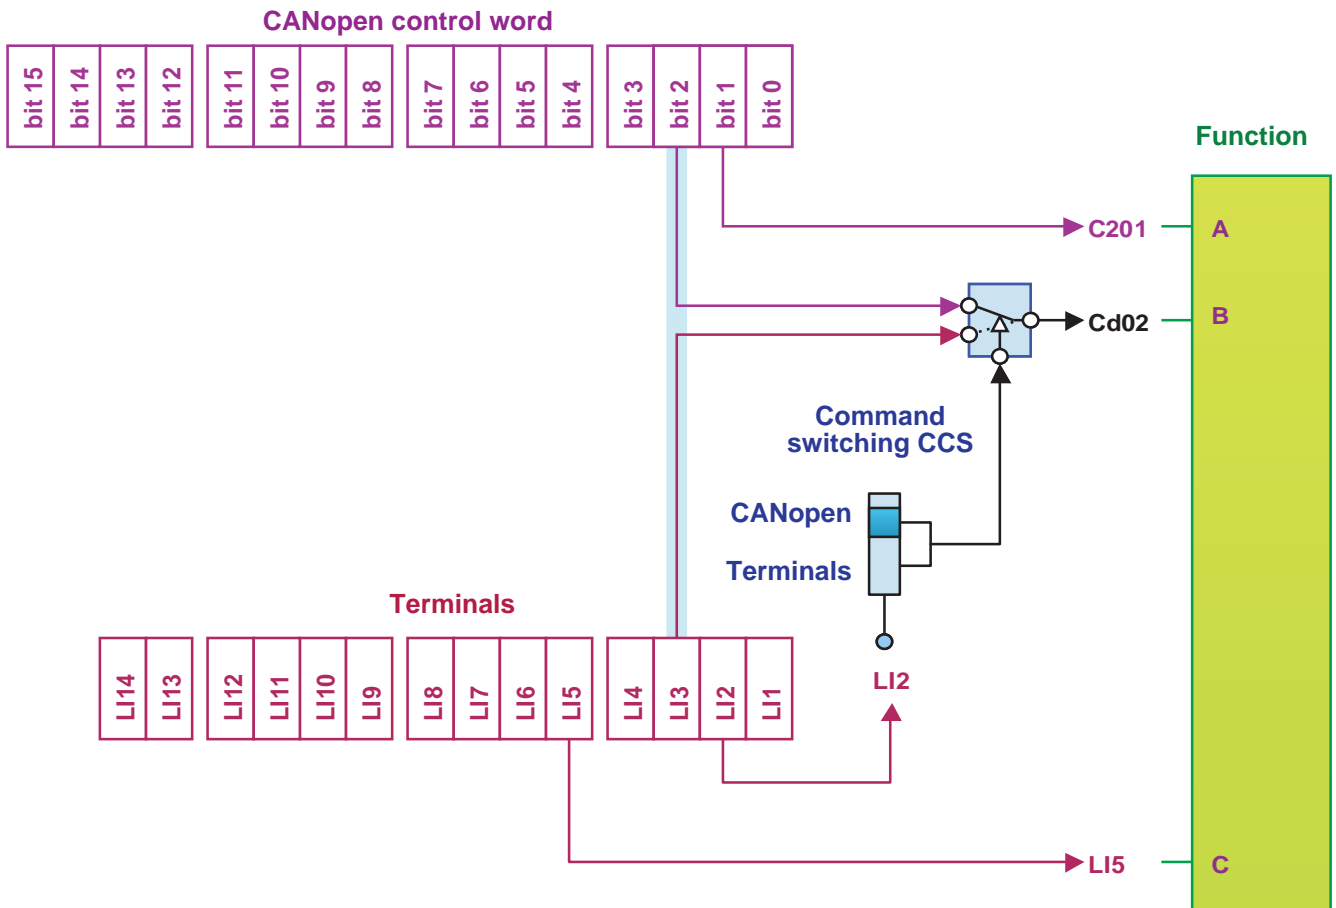 CANopen control word
bit 15
bit 14
bit 13
bit 12
bit 11
bit 10
bit 9
bit 8
bit 7
bit 6
bit 5
bit 4
bit 3
bit 2
bit 1
bit 0
Function
C201
A
Cd02
B
Command
switching CCS
CANopen
Terminals
Terminals
LI14
LI13
LI12
LI11
LI10
LI9
LI8
LI7
LI6
LI5
LI4
LI3
LI2
LI1
LI2
LI5
C